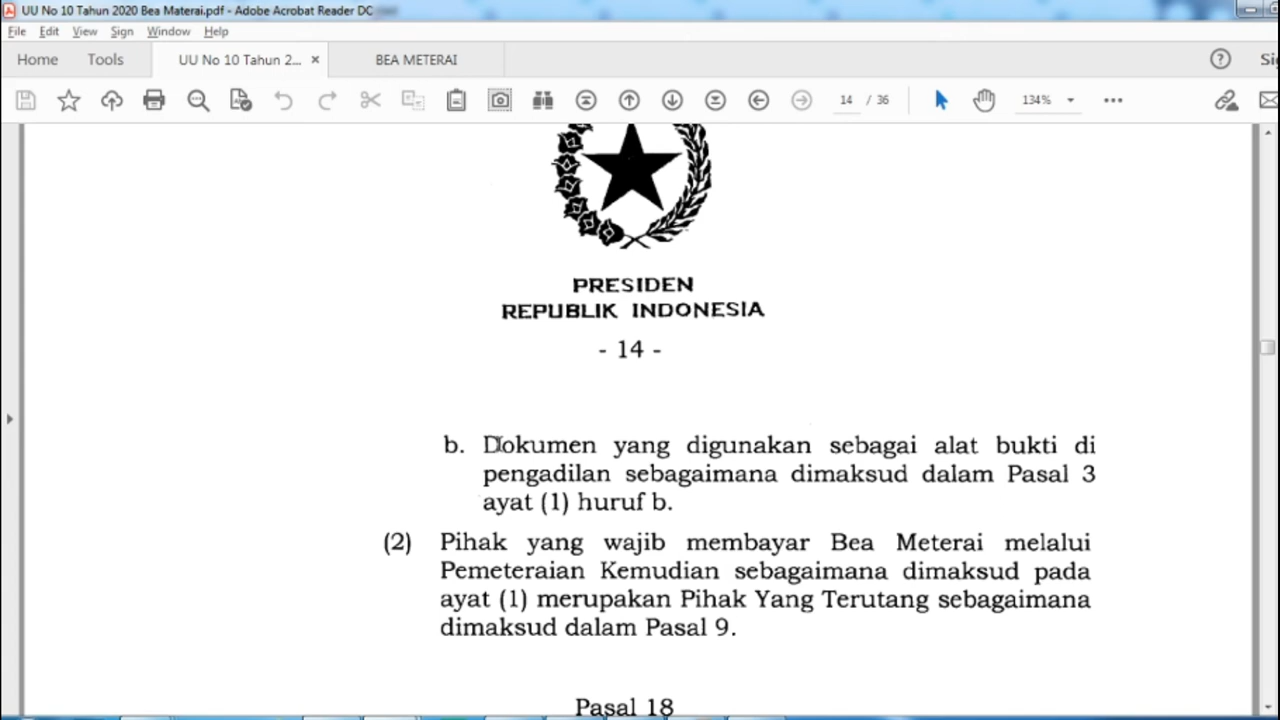 UU No 10 Tahun 2020 Bea Materai.pdf - Adobe Acrobat Reader DC
File Edit View Sign Window Help
Home Tools UU No 10 Tahun 2... × BEA METERAI
14 / 36 134%
PRESIDEN
REPUBLIK INDONESIA
- 14 -
b. Dokumen yang digunakan sebagai alat bukti di
pengadilan sebagaimana dimaksud dalam Pasal 3
ayat (1) huruf b.
(2) Pihak yang wajib membayar Bea Meterai melalui
Pemeteraian Kemudian sebagaimana dimaksud pada
ayat (1) merupakan Pihak Yang Terutang sebagaimana
dimaksud dalam Pasal 9.
Pasal 18